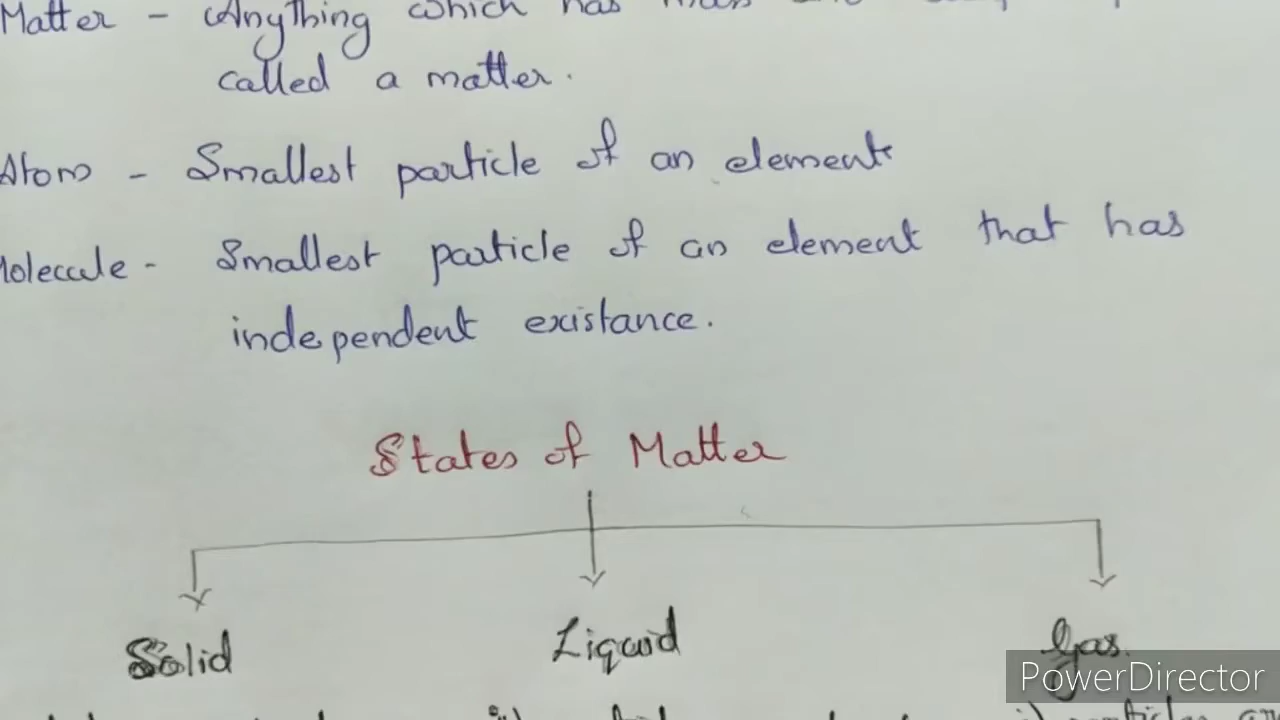 Matter - Anything which has
called a matter.
Atom - Smallest particle of an element
Molecule - Smallest particle of an element that has
independent existance.
States of Matter
Solid Liquid Gas.
PowerDirector